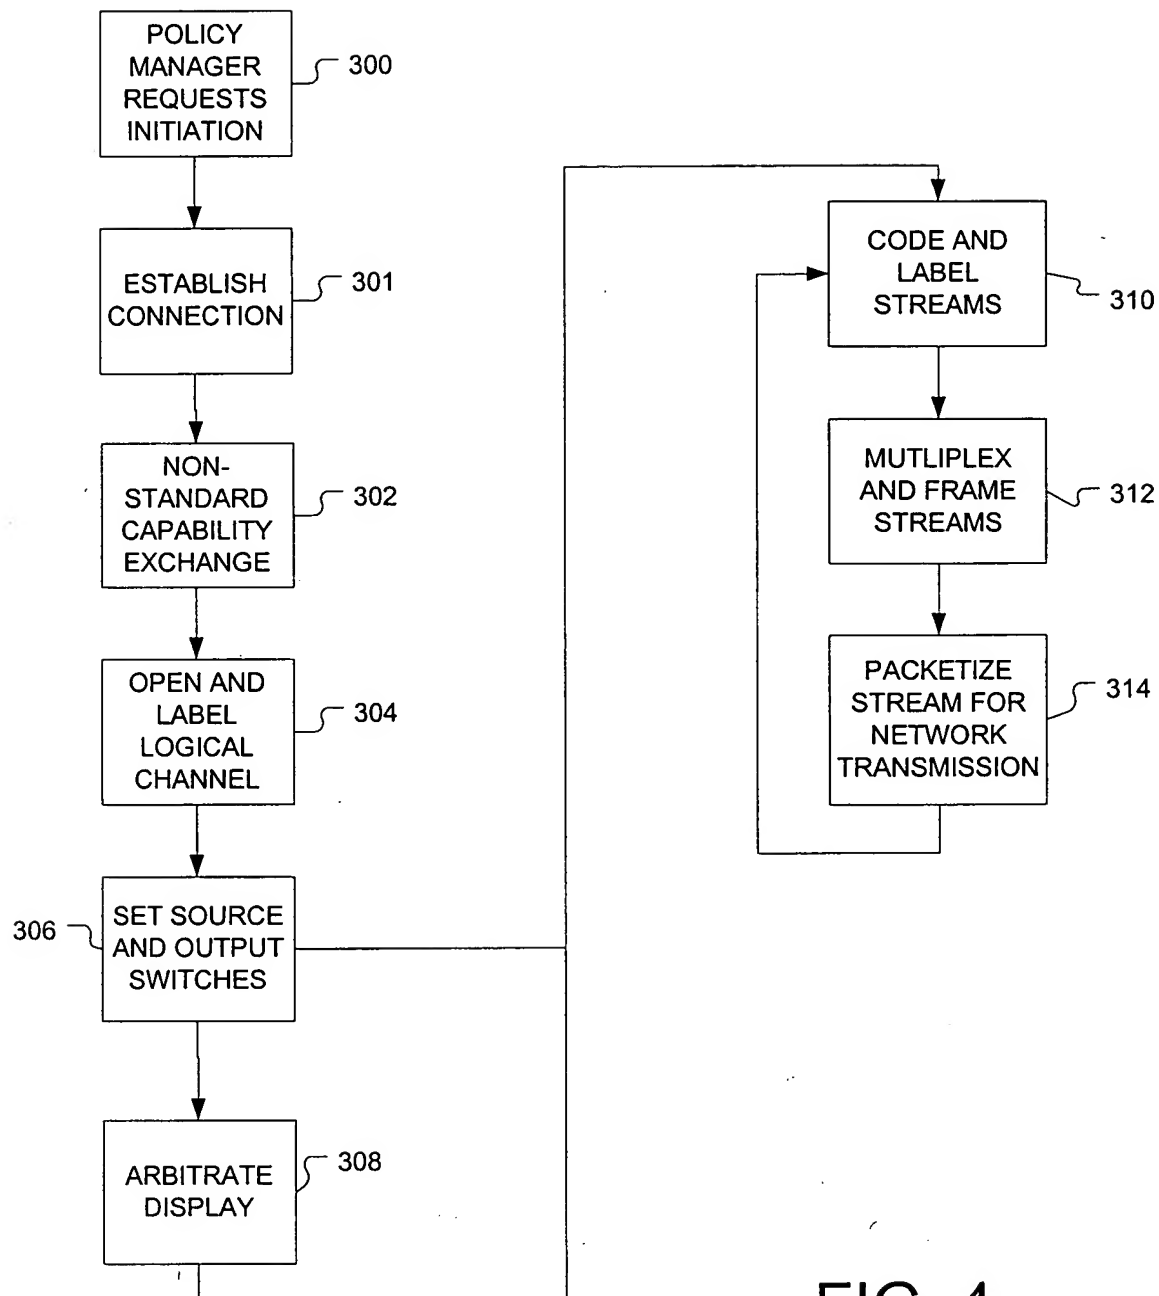 POLICY
MANAGER
REQUESTS
INITIATION
300
ESTABLISH
CONNECTION
301
NON-
STANDARD
CAPABILITY
EXCHANGE
302
OPEN AND
LABEL
LOGICAL
CHANNEL
304
SET SOURCE
AND OUTPUT
SWITCHES
306
ARBITRATE
DISPLAY
308
CODE AND
LABEL
STREAMS
310
MUTLIPLEX
AND FRAME
STREAMS
312
PACKETIZE
STREAM FOR
NETWORK
TRANSMISSION
314
FIG. 4